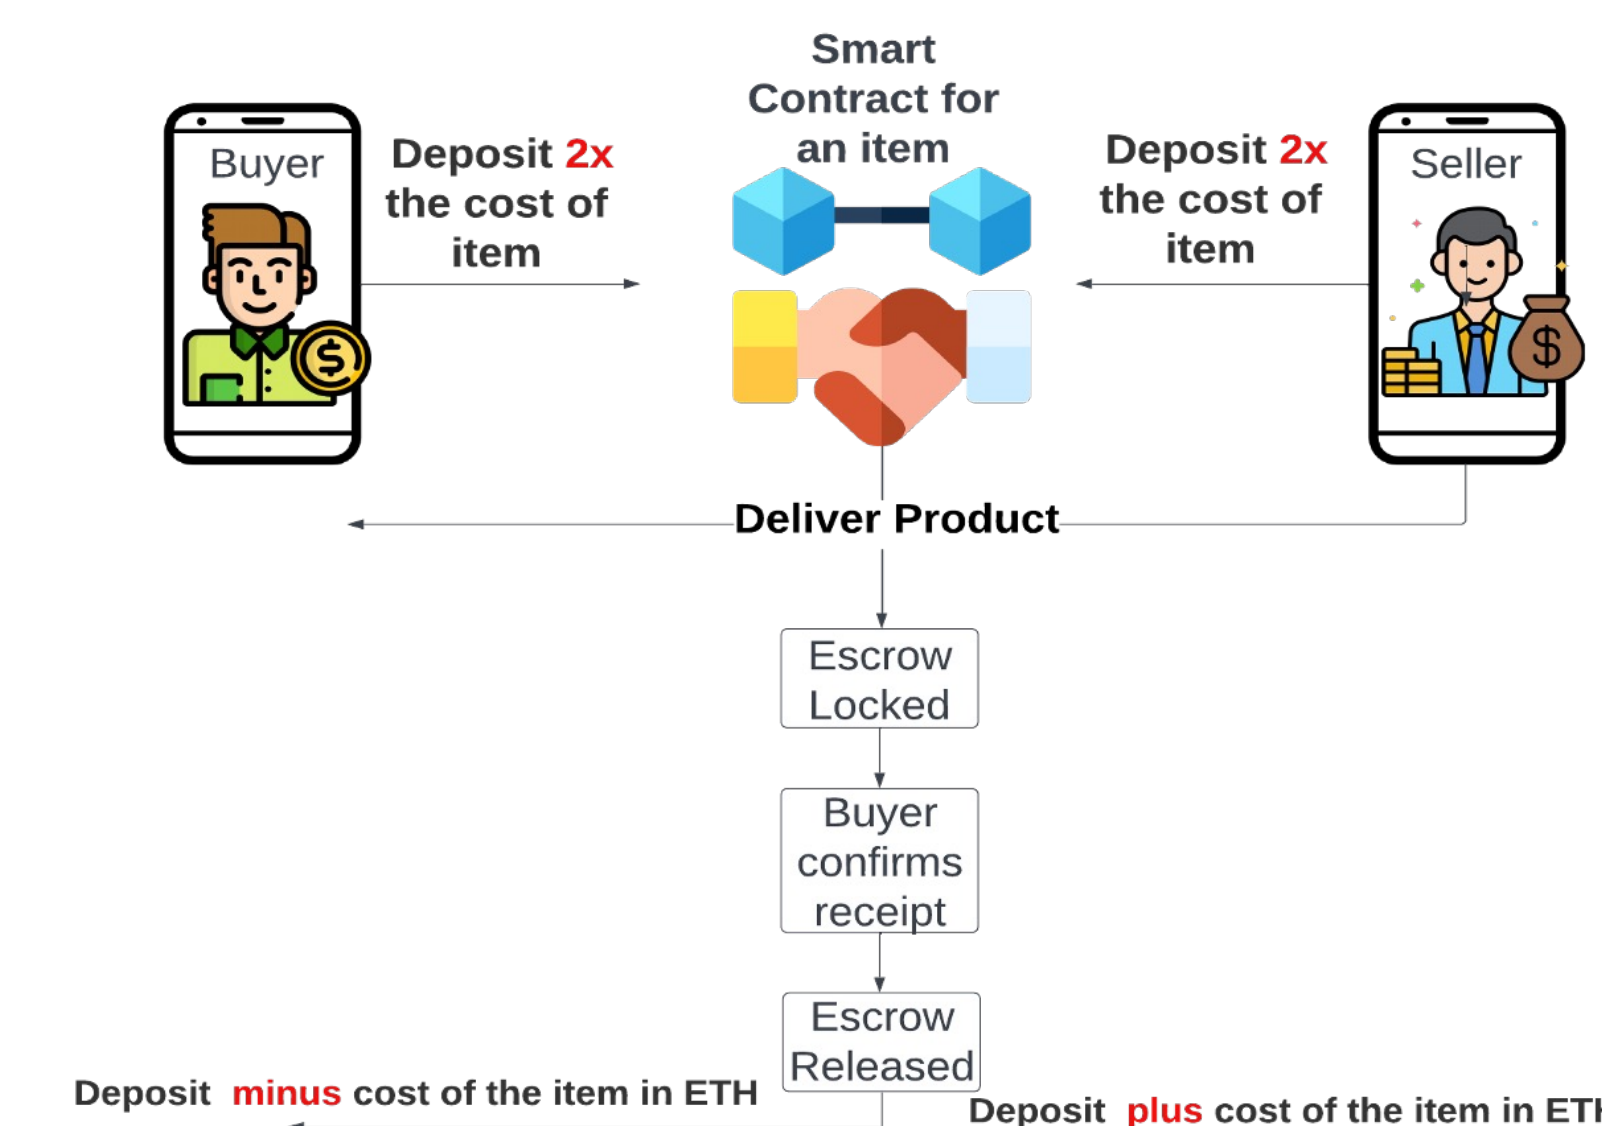 Smart
Contract for
an item
Buyer
Deposit 2x
the cost of
item
Deposit 2x
the cost of
item
Seller
$
$
Deliver Product
Escrow
Locked
Buyer
confirms
receipt
Escrow
Released
Deposit minus cost of the item in ETH
Deposit plus cost of the item in ETH